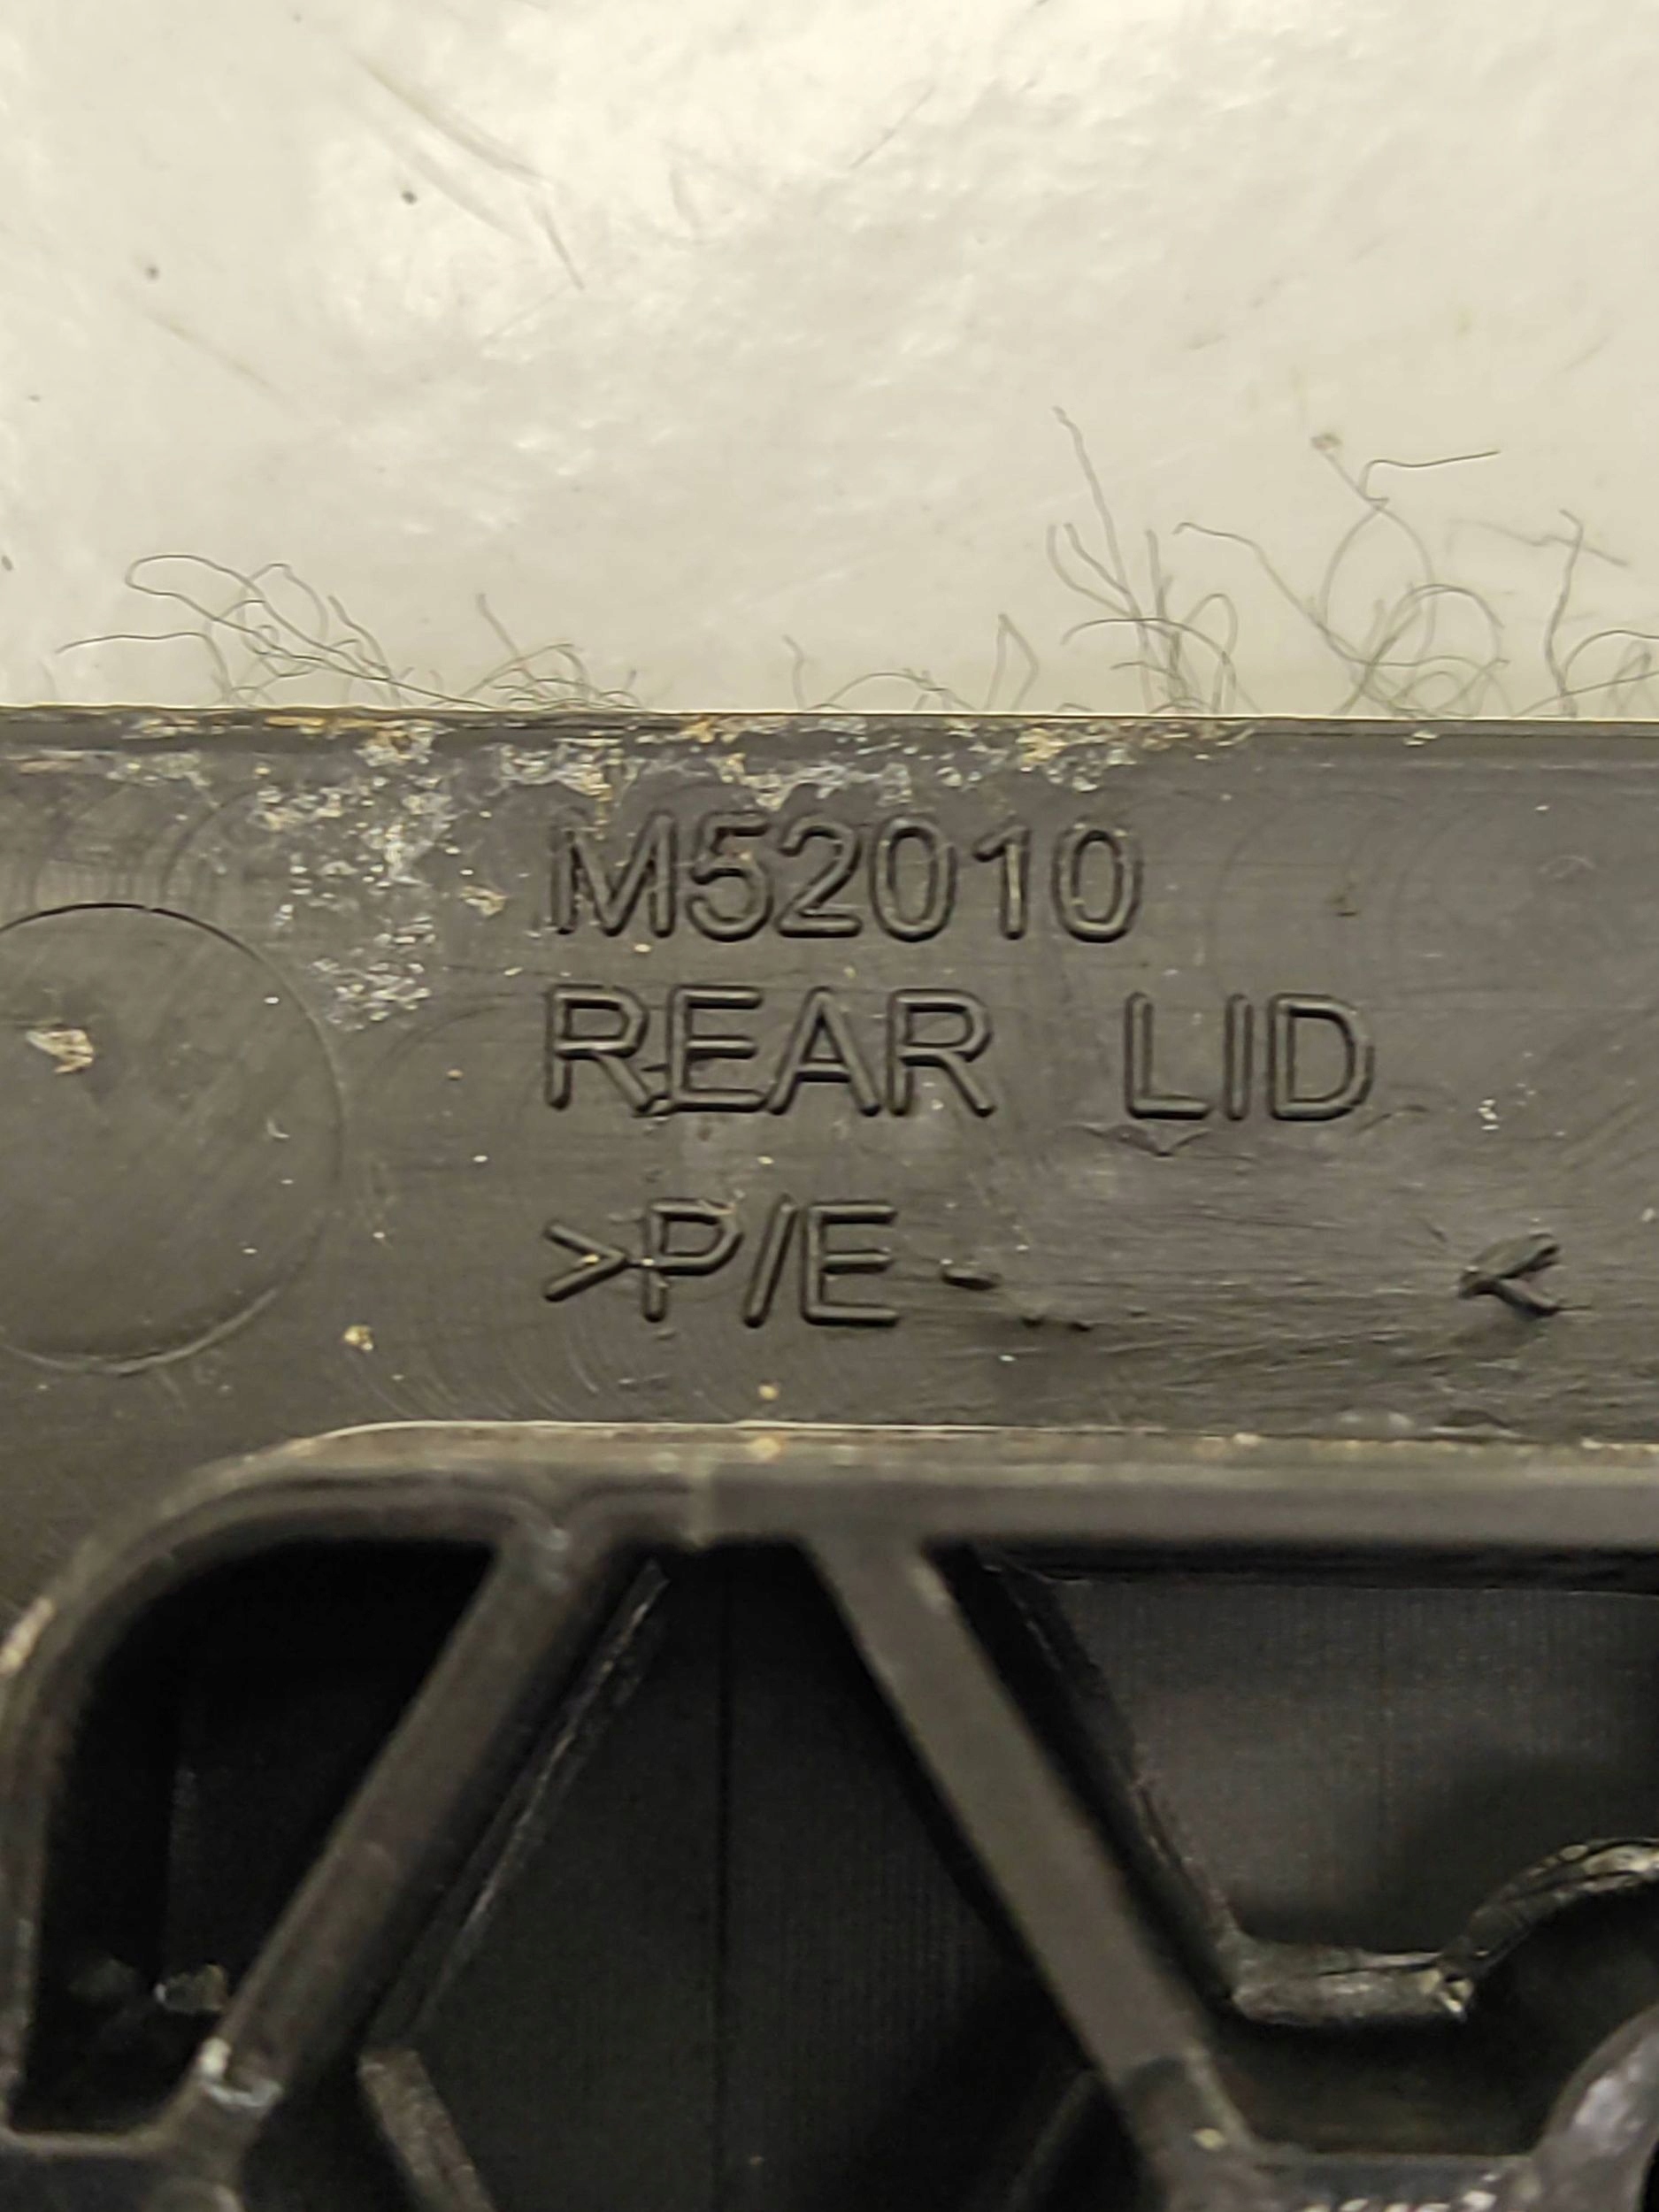 M52010
REAR LID
>P/E- <